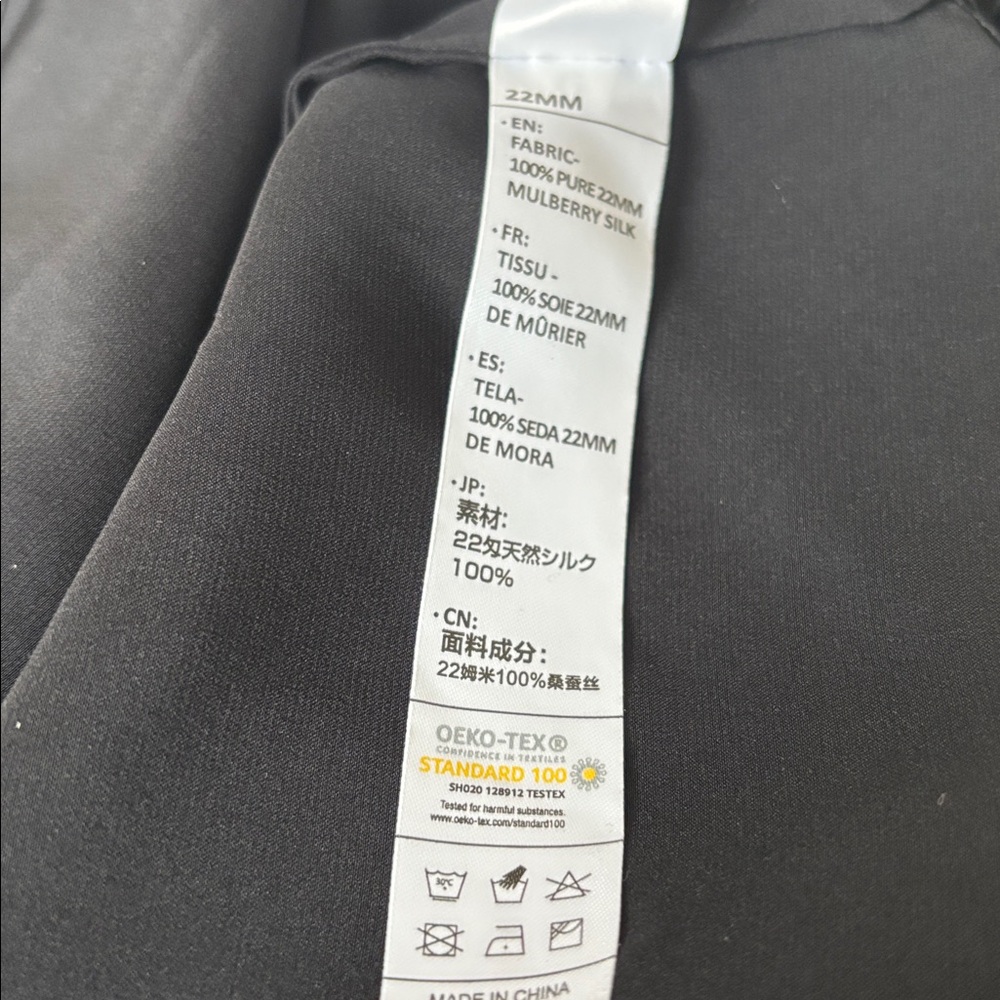 22MM
• EN:
FABRIC-
100% PURE 22MM
MULBERRY SILK
• FR:
TISSU -
100% SOIE 22MM
DE MÛRIER
• ES:
TELA-
100% SEDA 22MM
DE MORA
• JP:
素材:
22匁天然シルク
100%
• CN:
面料成分:
22姆米100%桑蚕丝
OEKO-TEX®
CONFIDENCE IN TEXTILES
STANDARD 100
SH020 128912 TESTEX
Tested for harmful substances.
www.oeko-tex.com/standard100
30°C
MADE IN CHINA